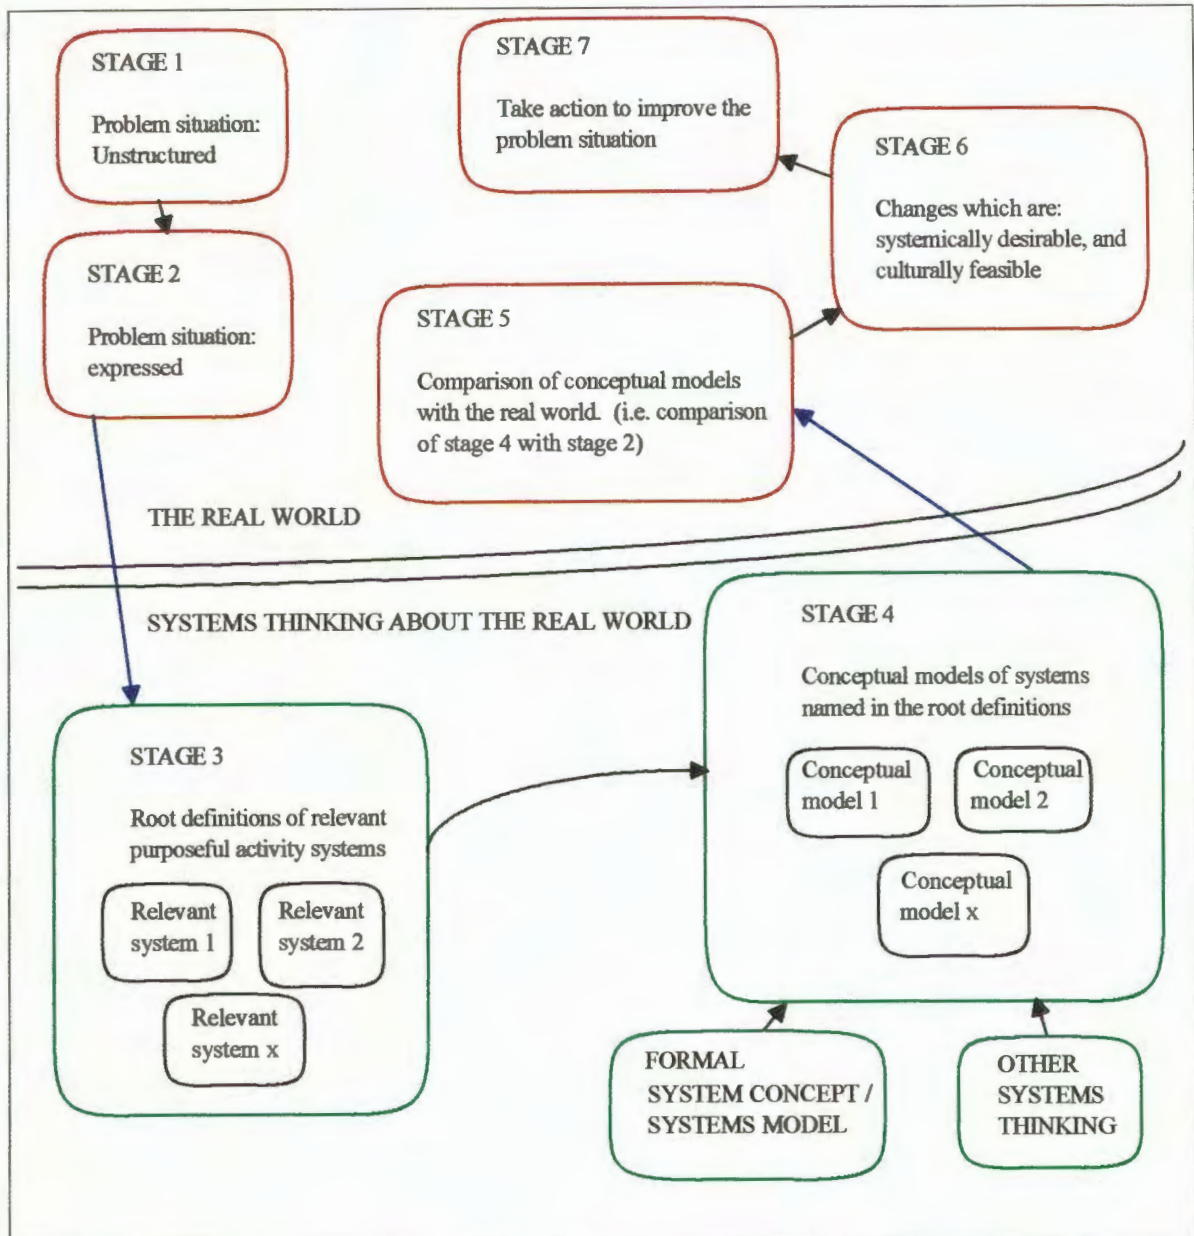 STAGE 1
Problem situation:
Unstructured
STAGE 2
Problem situation:
expressed
STAGE 7
Take action to improve the
problem situation
STAGE 6
Changes which are:
systemically desirable, and
culturally feasible
STAGE 5
Comparison of conceptual models
with the real world. (i.e. comparison
of stage 4 with stage 2)
THE REAL WORLD
SYSTEMS THINKING ABOUT THE REAL WORLD
STAGE 3
Root definitions of relevant
purposeful activity systems
Relevant
system 1
Relevant
system 2
Relevant
system x
STAGE 4
Conceptual models of systems
named in the root definitions
Conceptual
model 1
Conceptual
model 2
Conceptual
model x
FORMAL
SYSTEM CONCEPT /
SYSTEMS MODEL
OTHER
SYSTEMS
THINKING